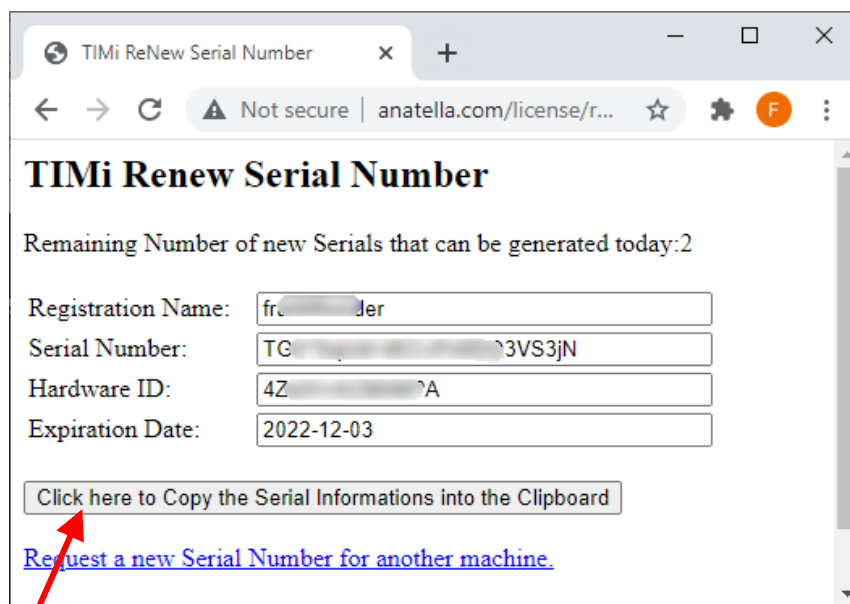 TIMi ReNew Serial Number
Not secure | anatella.com/license/r...
F
TIMi Renew Serial Number
Remaining Number of new Serials that can be generated today:2
Registration Name:
Serial Number:
Hardware ID:
Expiration Date: 2022-12-03
Click here to Copy the Serial Informations into the Clipboard
Request a new Serial Number for another machine.